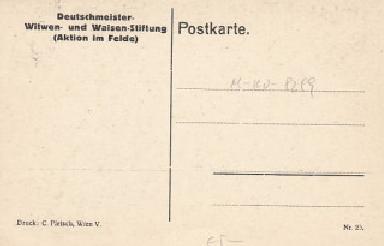 Deutschmeister-
Witwen- und Waisen-Stiftung
(Aktion im Felde)
Postkarte.
Druck: C. Pietsch, Wien V.
Nr. 23.